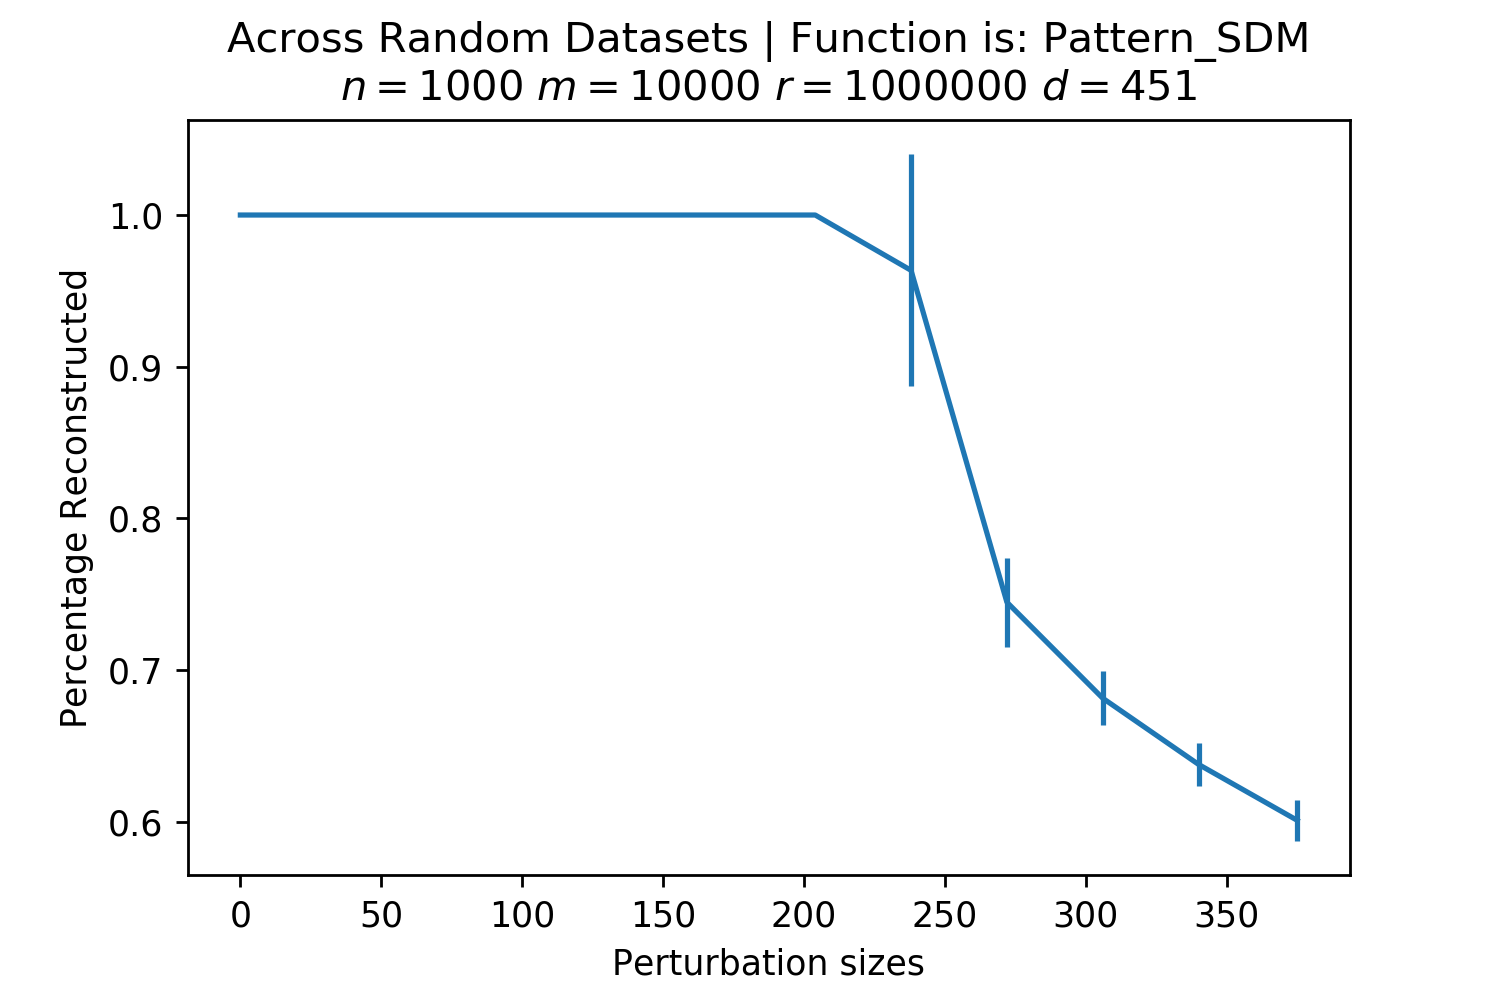 Across Random Datasets | Function is: Pattern_SDM
n = 1000 m = 10000 r = 1000000 d = 451
Percentage Reconstructed
1.0
0.9
0.8
0.7
0.6
0 50 100 150 200 250 300 350
Perturbation sizes